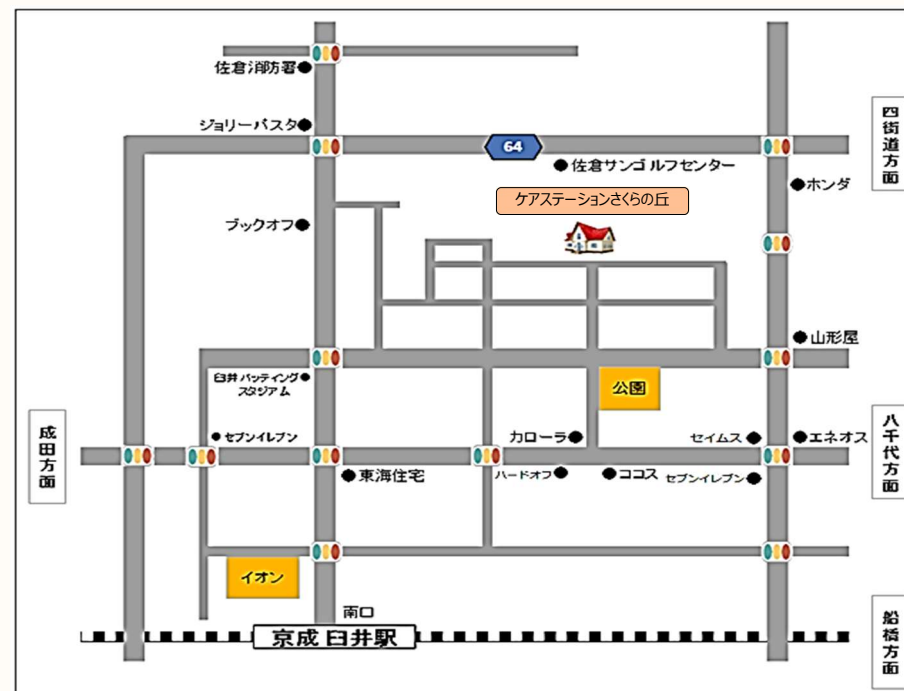 佐倉消防署
ジョリーパスタ
64
四街道方面
佐倉サンゴルフセンター
ホンダ
ケアステーションさくらの丘
ブックオフ
山形屋
臼井バッティング
スタジアム
公園
成田方面
セブンイレブン
カローラ
セイムス
エネオス
八千代方面
東海住宅
ハードオフ
ココス
セブンイレブン
イオン
南口
京成臼井駅
船橋方面